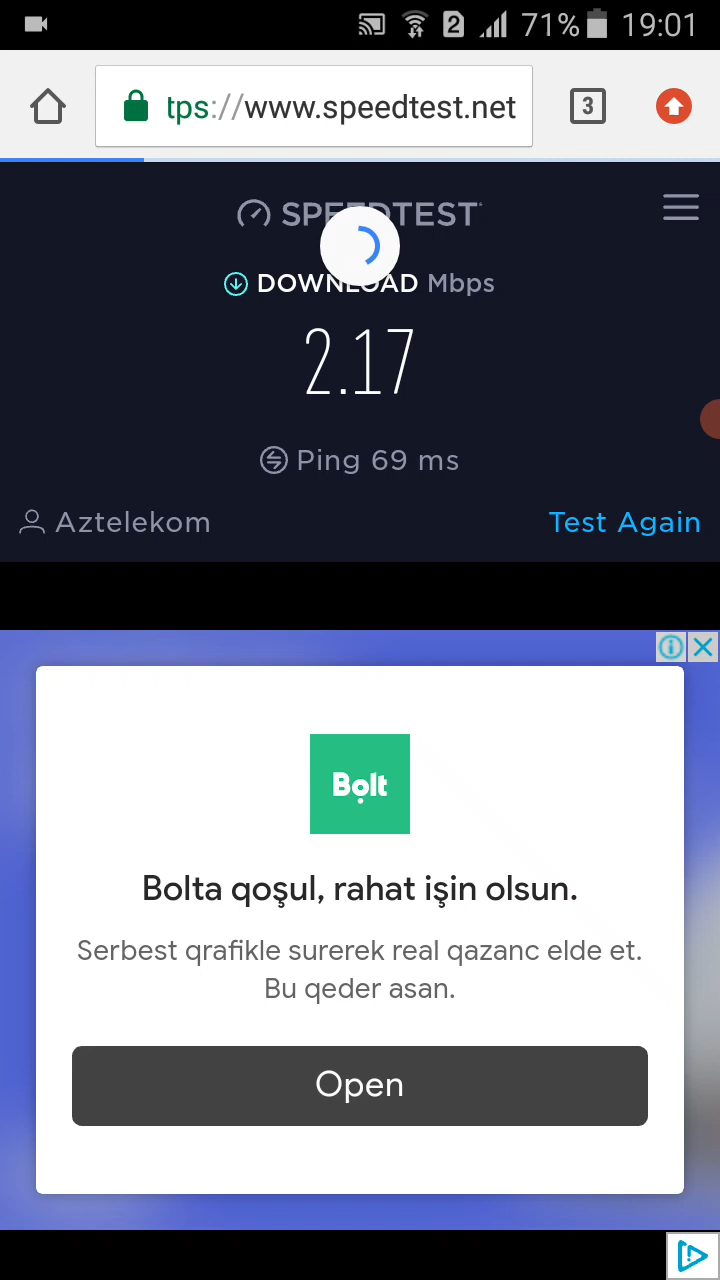 71% 19:01
tps://www.speedtest.net 3
SPEEDTEST
DOWNLOAD Mbps
2.17
Ping 69 ms
Aztelekom Test Again
Bolt
Bolta qoşul, rahat işin olsun.
Serbest qrafikle surerek real qazanc elde et.
Bu qeder asan.
Open